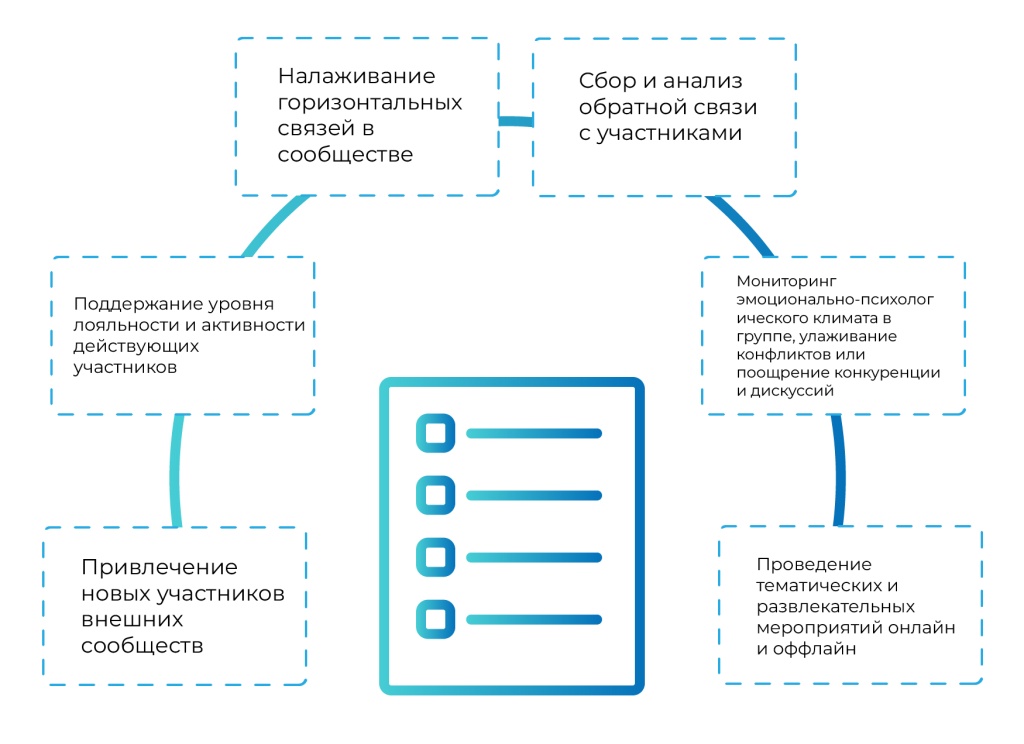 Налаживание
горизонтальных
связей в
сообществе
Сбор и анализ
обратной связи
с участниками
Поддержание уровня
лояльности и активности
действующих
участников
Мониторинг
эмоционально-психолог
ического климата в
группе, улаживание
конфликтов или
поощрение конкуренции
и дискуссий
Привлечение
новых участников
внешних
сообществ
Проведение
тематических и
развлекательных
мероприятий онлайн
и оффлайн